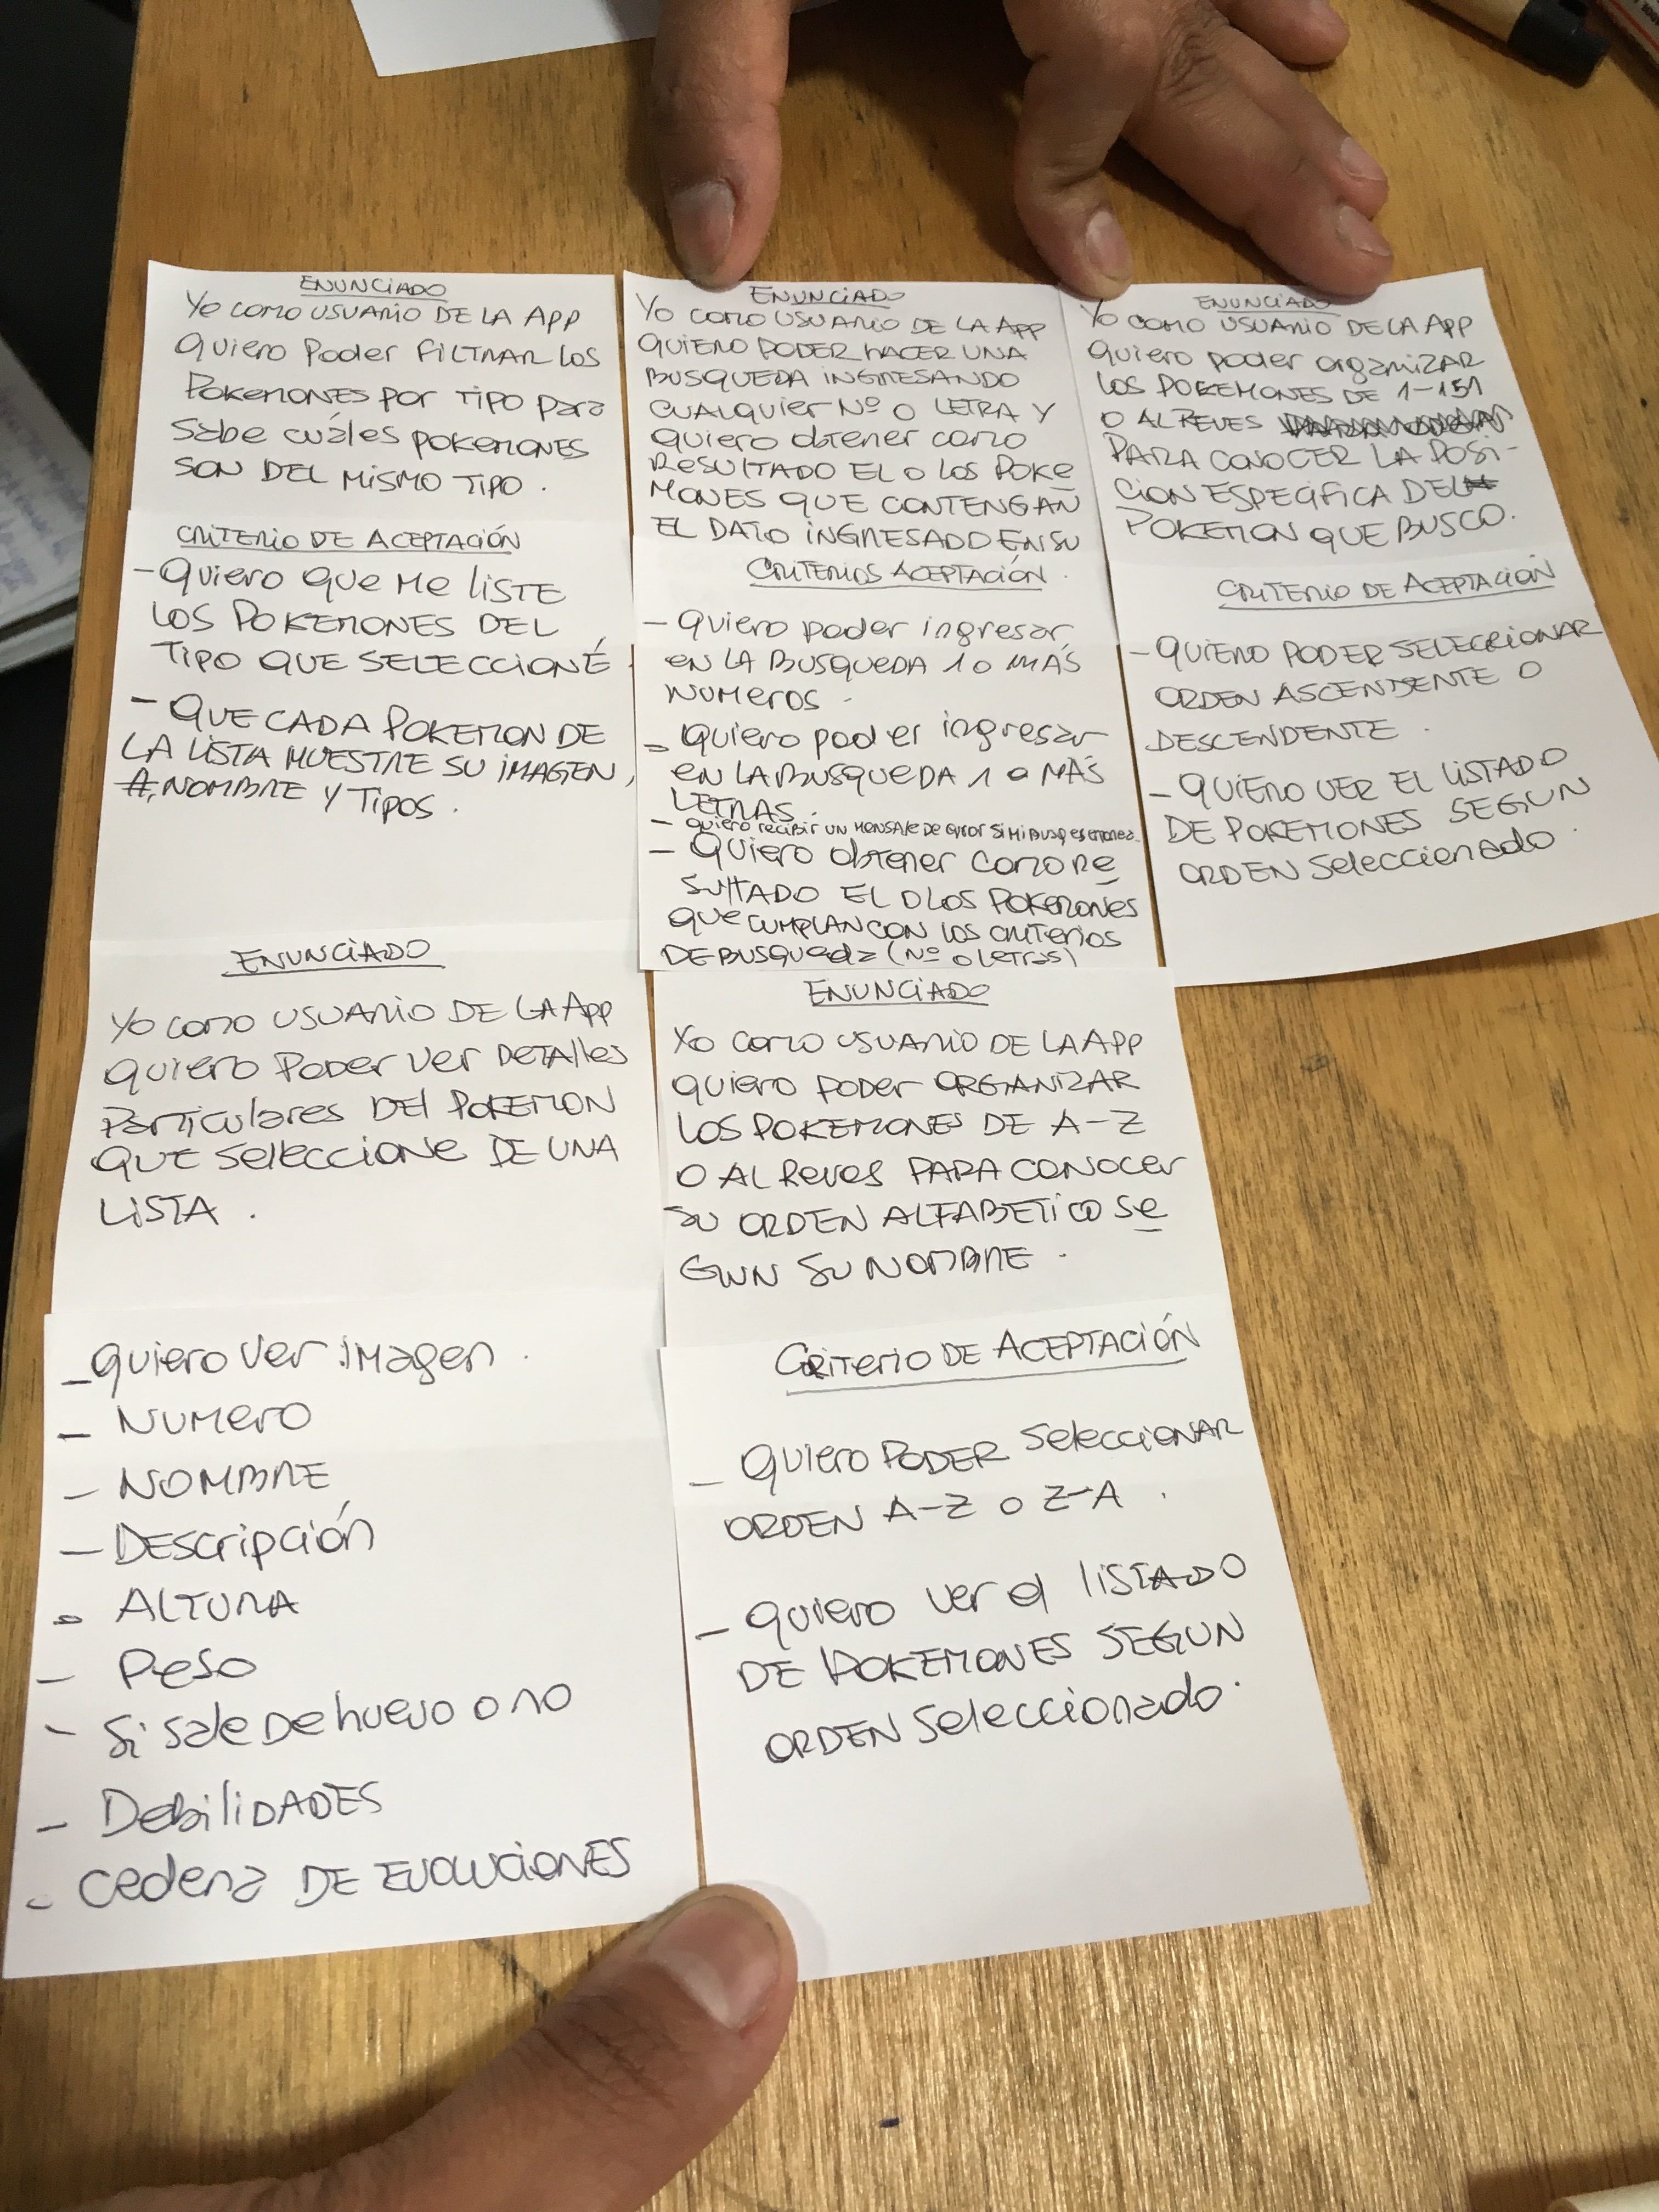 ENUNCIADO
Yo como USUARIO DE LA APP
quiero Poder FILTRAR LOS
POKEMONES POr TIPO para
Sabe cuáles POKEMONES
SON DEL MISMO TIPO.
CRITERIO DE ACEPTACIÓN
- Quiero que Me LISTE
LOS POKEMONES DEL
TIPO QUE SELECCIONÉ
- QUE CADA POKEMON DE
LA LISTA MUESTRE SU IMAGEN,
#, NOMBRE Y TIPOS.
ENUNCIADO
YO COMO USUARIO DE LA APP
QUIERO PODER HACER UNA
BUSQUEDA INGRESANDO
CUALQUIER Nº O LETRA Y
quiero obtener como
RESULTADO EL O LOS POKE
MONES QUE CONTENGAN
EL DATO INGRESADO EN SU
CRITERIOS ACEPTACIÓN.
- Quiero poder ingresar
en LA BUSQUEDA 1 O MÁS
NUMEROS.
- Quiero poder ingresar
en LA BUSQUEDA 1 o MÁS
LETRAS.
- quiero recibir UN MENSAJE DE error SI MI BUSQ es erronea.
- Quiero obtener como RE
SULTADO EL O LOS POKEMONES
que CUMPLAN CON LOS CRITERIOS
DE BUSQueda (Nº o Letras)
ENUNCIADO
Yo como USUARIO DE LA APP
quiero poder organizar
LOS POKEMONES DE 1-151
O AL REVES
PARA CONOCER LA POSI-
CION ESPECIFICA DEL
POKEMON QUE BUSCO.
CRITERIO DE ACEPTACIÓN
- QUIERO PODER SELECCIONAR
ORDEN ASCENDENTE O
DESCENDENTE.
- QUIERO VER EL LISTADO
DE POKEMONES SEGUN
ORDEN Seleccionado.
ENUNCIADO
Yo como USUARIO DE LA APP
quiero PODER Ver DETAlles
Particulares DEL POKEMON
QUE Seleccione DE UNA
LISTA.
- quiero ver imagen.
- NUMerO
- NOMBRE
- DEscripción
- ALTURA
- Peso
- Si sale De huevo o no
- DebiliDADES
- cedena DE EVOLUCIONES
ENUNCIADO
Yo como USUARIO DE LA APP
quiero PODER ORGANIZAR
LOS POKEMONES DE A-Z
O AL Reves PARA CONOCER
SU ORDEN ALFABETICO Se
GUN SU NOMBRE.
CRITERIO DE ACEPTACIÓN
- Quiero PODER SeleccionAR
ORDEN A-Z o Z-A.
- Quiero ver el lISTADO
DE POKEMONES SEGUN
ORDEN Seleccionado.